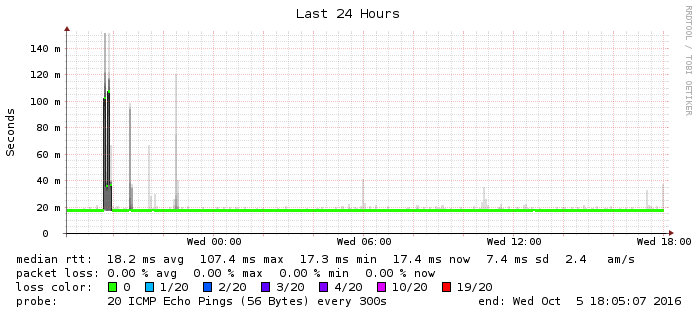 Last 24 Hours
RRDTOOL / TOBI OETIKER
Seconds
140 m
120 m
100 m
80 m
60 m
40 m
20 m
0
Wed 00:00 Wed 06:00 Wed 12:00 Wed 18:00
median rtt: 18.2 ms avg 107.4 ms max 17.3 ms min 17.4 ms now 7.4 ms sd 2.4 am/s
packet loss: 0.00 % avg 0.00 % max 0.00 % min 0.00 % now
loss color: 0 1/20 2/20 3/20 4/20 10/20 19/20
probe: 20 ICMP Echo Pings (56 Bytes) every 300s end: Wed Oct 5 18:05:07 2016